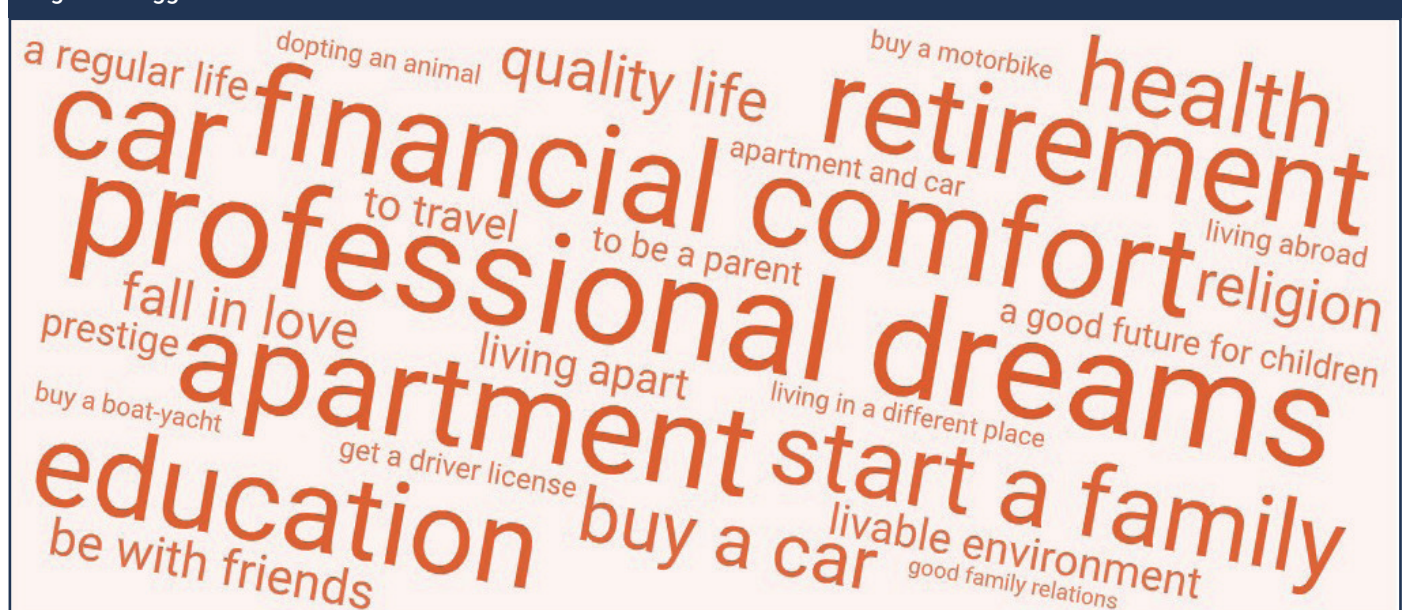 a regular life
dopting an animal
quality life
buy a motorbike
health
car
financial comfort
retirement
apartment and car
professional dreams
to travel
to be a parent
living abroad
religion
fall in love
a good future for children
prestige
apartment
living apart
living in a different place
buy a boat-yacht
start a family
education
get a driver license
buy a car
livable environment
be with friends
good family relations